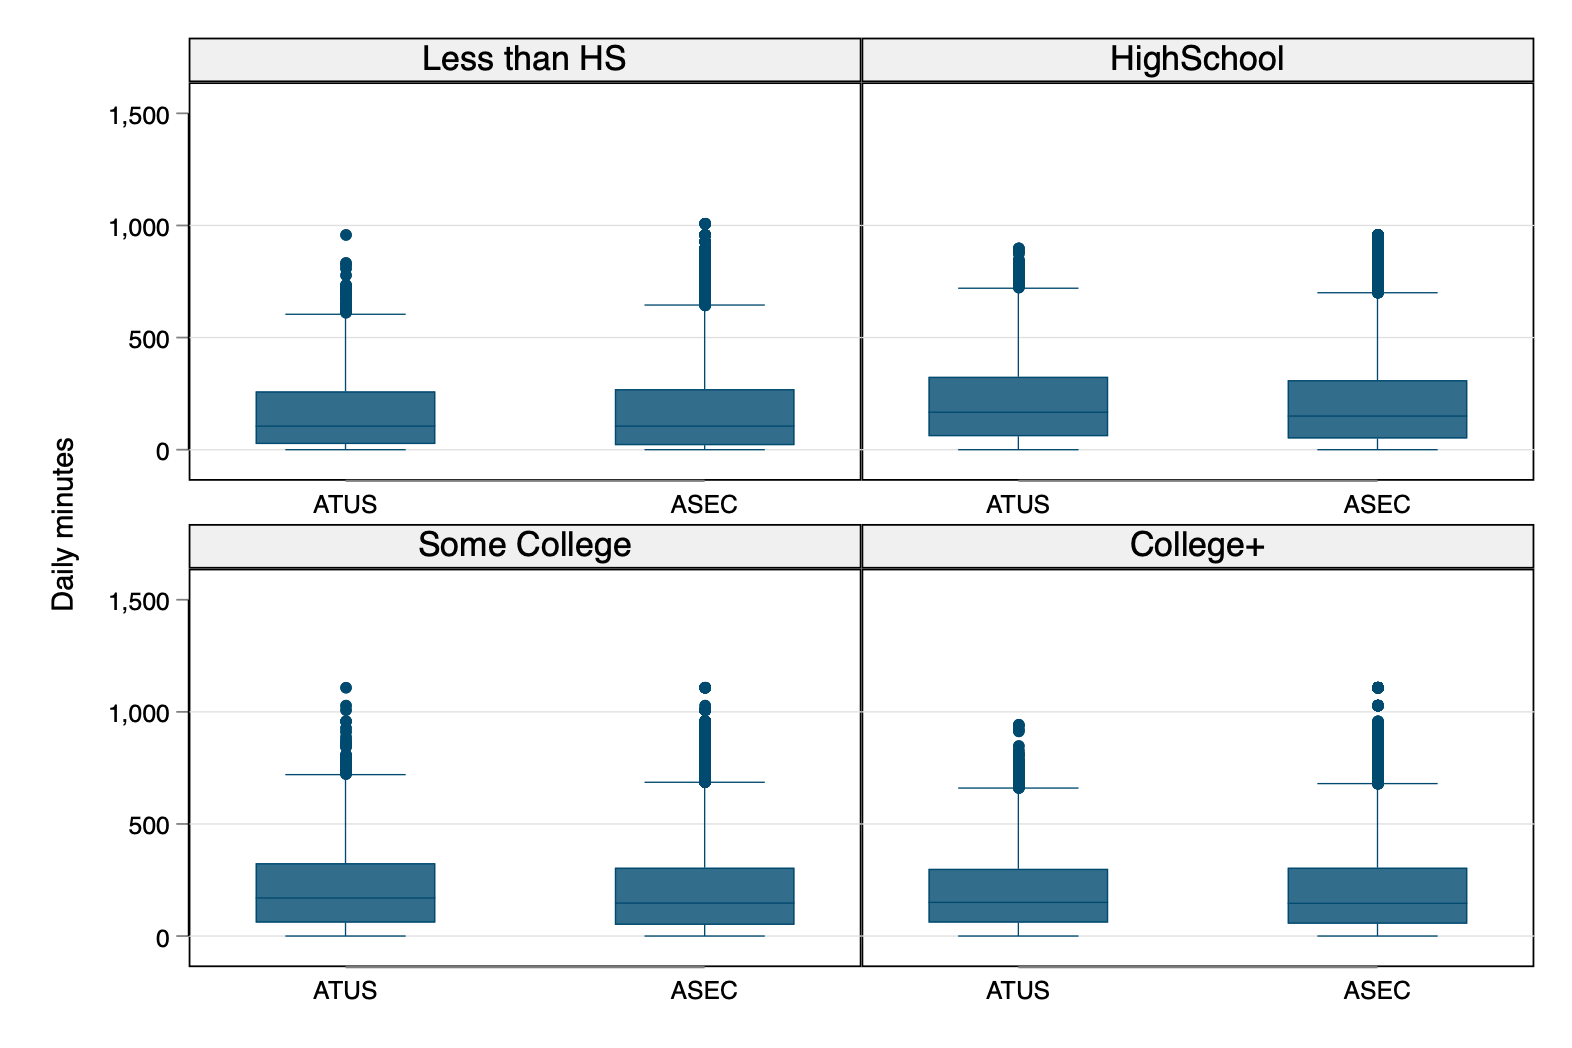 Less than HS
HighSchool
1,500
1,000
500
0
ATUS
ASEC
ATUS
ASEC
Daily minutes
Some College
College+
1,500
1,000
500
0
ATUS
ASEC
ATUS
ASEC